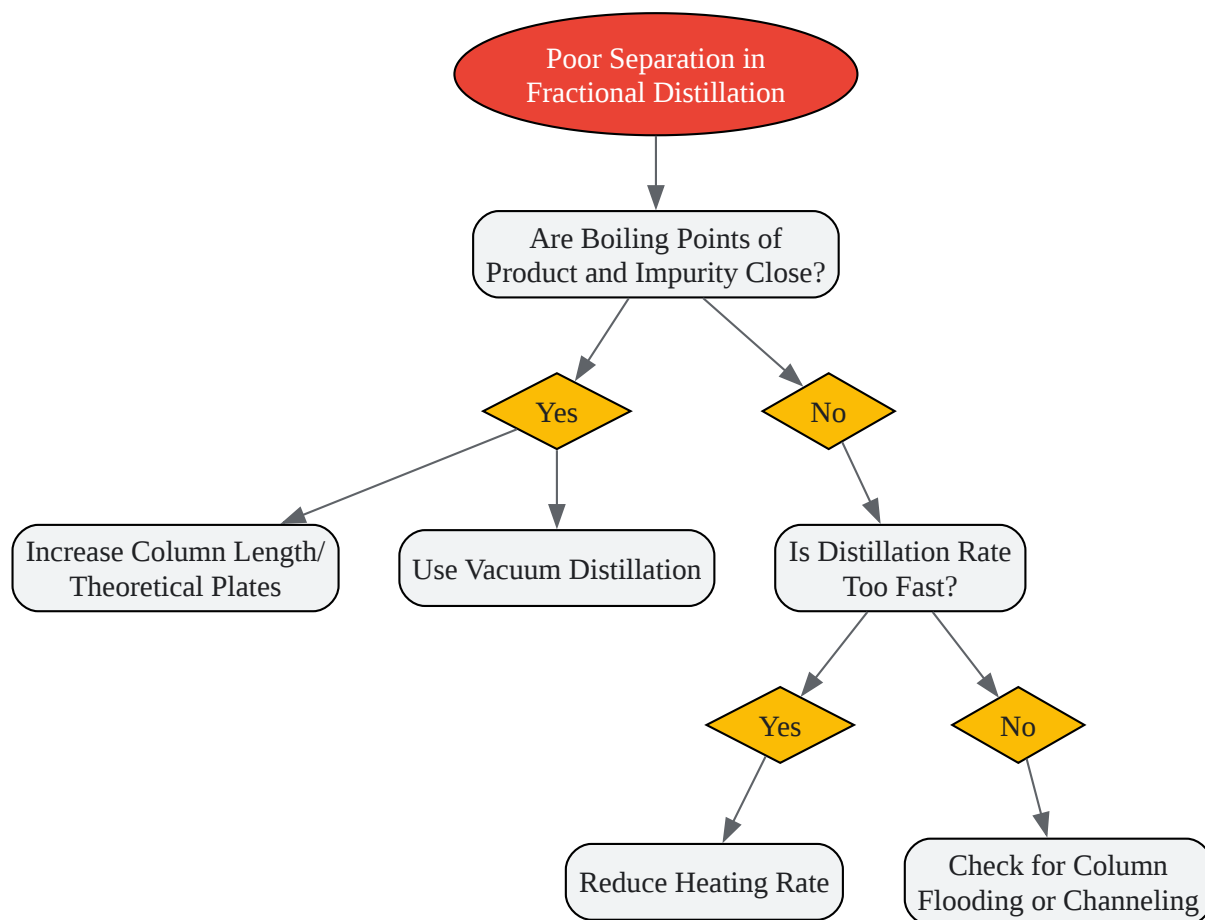 Poor Separation in
Fractional Distillation
Are Boiling Points of
Product and Impurity Close?
Yes
No
Increase Column Length/
Theoretical Plates
Use Vacuum Distillation
Is Distillation Rate
Too Fast?
Yes
No
Reduce Heating Rate
Check for Column
Flooding or Channeling